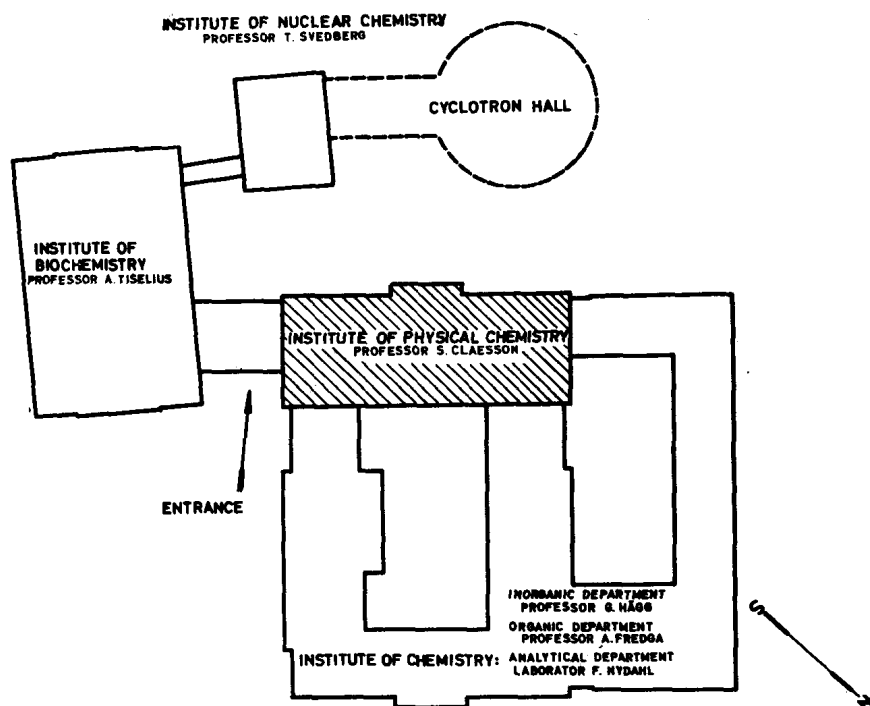 INSTITUTE OF NUCLEAR CHEMISTRY
PROFESSOR T. SVEDBERG
CYCLOTRON HALL
INSTITUTE OF
BIOCHEMISTRY
PROFESSOR A. TISELIUS
INSTITUTE OF PHYSICAL CHEMISTRY
PROFESSOR S. CLAESSON
ENTRANCE
INORGANIC DEPARTMENT
PROFESSOR G. HÄGG
ORGANIC DEPARTMENT
PROFESSOR A. FREDGA
INSTITUTE OF CHEMISTRY: ANALYTICAL DEPARTMENT
LABORATOR F. NYDAHL
S